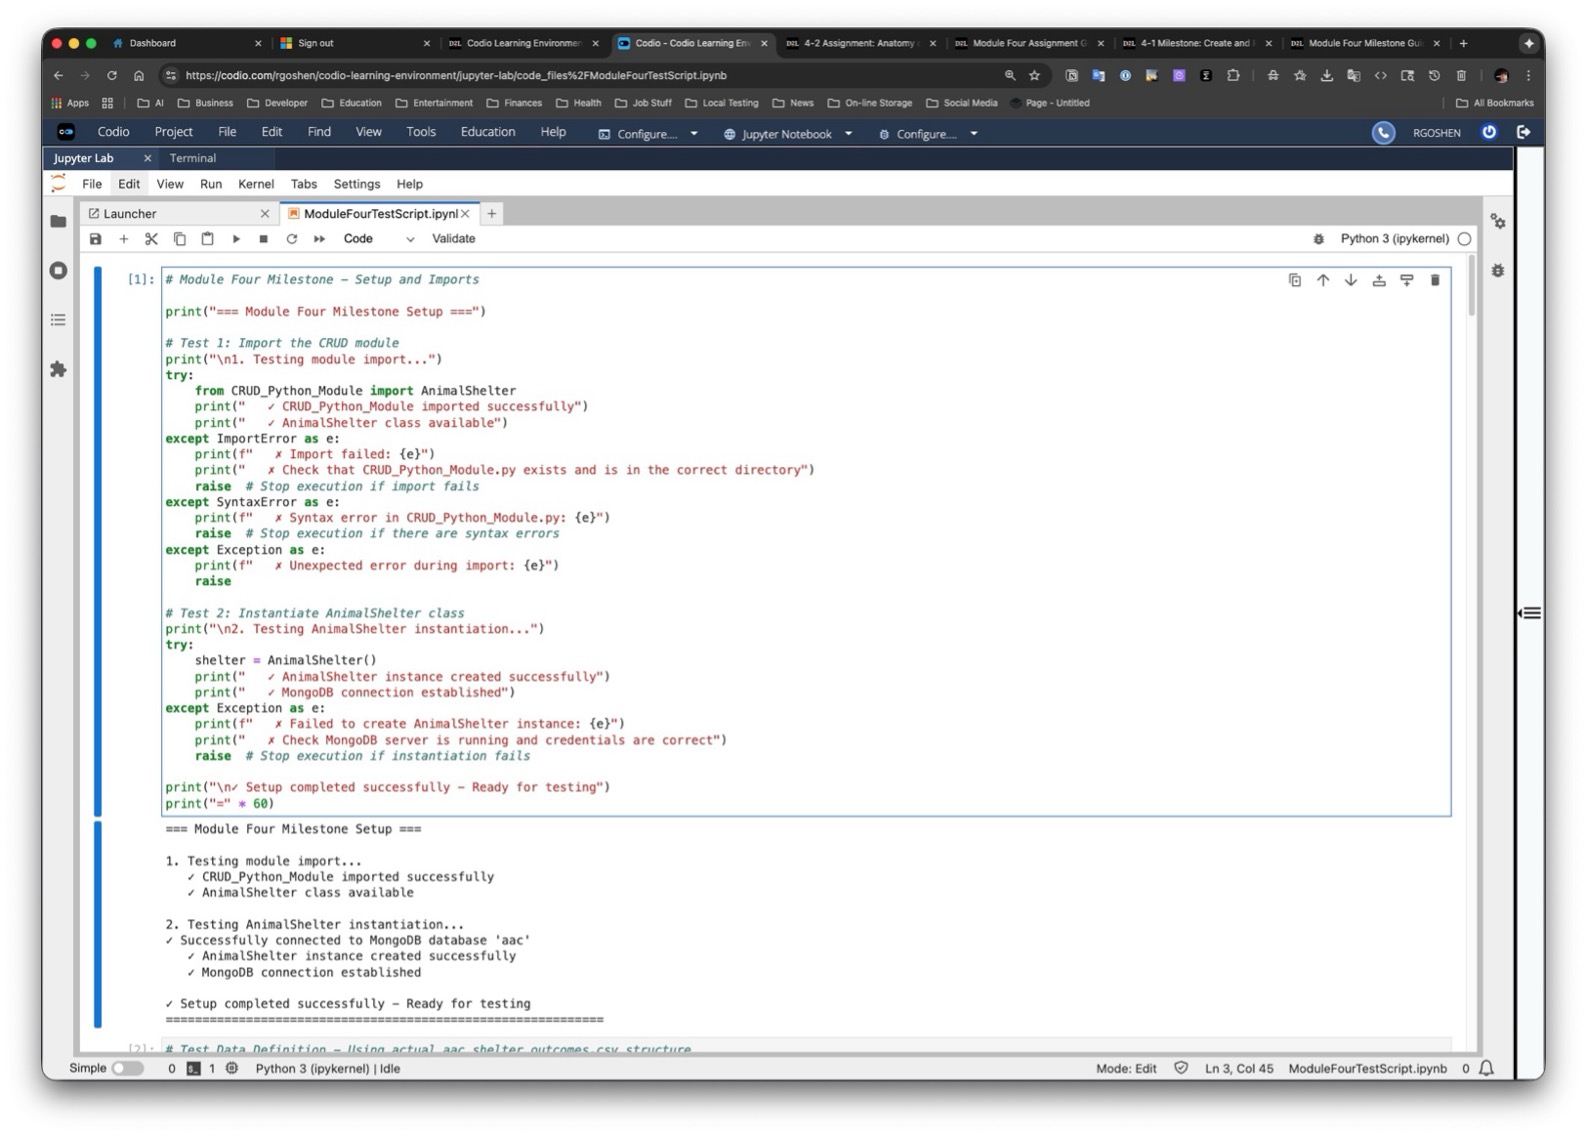 Dashboard
Sign out
D2L Codio Learning Environmen
Codio - Codio Learning En
D2L 4-2 Assignment: Anatomy
D2L Module Four Assignment G
D2L 4-1 Milestone: Create and
D2L Module Four Milestone Gui
https://codio.com/rgoshen/codio-learning-environment/jupyter-lab/code_files%2FModuleFourTestScript.ipynb
Apps AI Business Developer Education Entertainment Finances Health Job Stuff Local Testing News On-line Storage Social Media Page - Untitled All Bookmarks
Codio Project File Edit Find View Tools Education Help Configure.... Jupyter Notebook Configure.... RGOSHEN
Jupyter Lab Terminal
File Edit View Run Kernel Tabs Settings Help
Launcher ModuleFourTestScript.ipynl
Code Validate Python 3 (ipykernel)
[1]: # Module Four Milestone – Setup and Imports
print("=== Module Four Milestone Setup ===")
# Test 1: Import the CRUD module
print("\n1. Testing module import...")
try:
from CRUD_Python_Module import AnimalShelter
print("   ✓ CRUD_Python_Module imported successfully")
print("   ✓ AnimalShelter class available")
except ImportError as e:
print(f"   ✗ Import failed: {e}")
print("   ✗ Check that CRUD_Python_Module.py exists and is in the correct directory")
raise  # Stop execution if import fails
except SyntaxError as e:
print(f"   ✗ Syntax error in CRUD_Python_Module.py: {e}")
raise  # Stop execution if there are syntax errors
except Exception as e:
print(f"   ✗ Unexpected error during import: {e}")
raise
# Test 2: Instantiate AnimalShelter class
print("\n2. Testing AnimalShelter instantiation...")
try:
shelter = AnimalShelter()
print("   ✓ AnimalShelter instance created successfully")
print("   ✓ MongoDB connection established")
except Exception as e:
print(f"   ✗ Failed to create AnimalShelter instance: {e}")
print("   ✗ Check MongoDB server is running and credentials are correct")
raise  # Stop execution if instantiation fails
print("\n✓ Setup completed successfully – Ready for testing")
print("=" * 60)
=== Module Four Milestone Setup ===
1. Testing module import...
✓ CRUD_Python_Module imported successfully
✓ AnimalShelter class available
2. Testing AnimalShelter instantiation...
✓ Successfully connected to MongoDB database 'aac'
✓ AnimalShelter instance created successfully
✓ MongoDB connection established
✓ Setup completed successfully – Ready for testing
============================================================
[2]: # Test Data Definition – Using actual aac_shelter_outcomes.csv structure
Simple 0 1 Python 3 (ipykernel) | Idle Mode: Edit Ln 3, Col 45 ModuleFourTestScript.ipynb 0